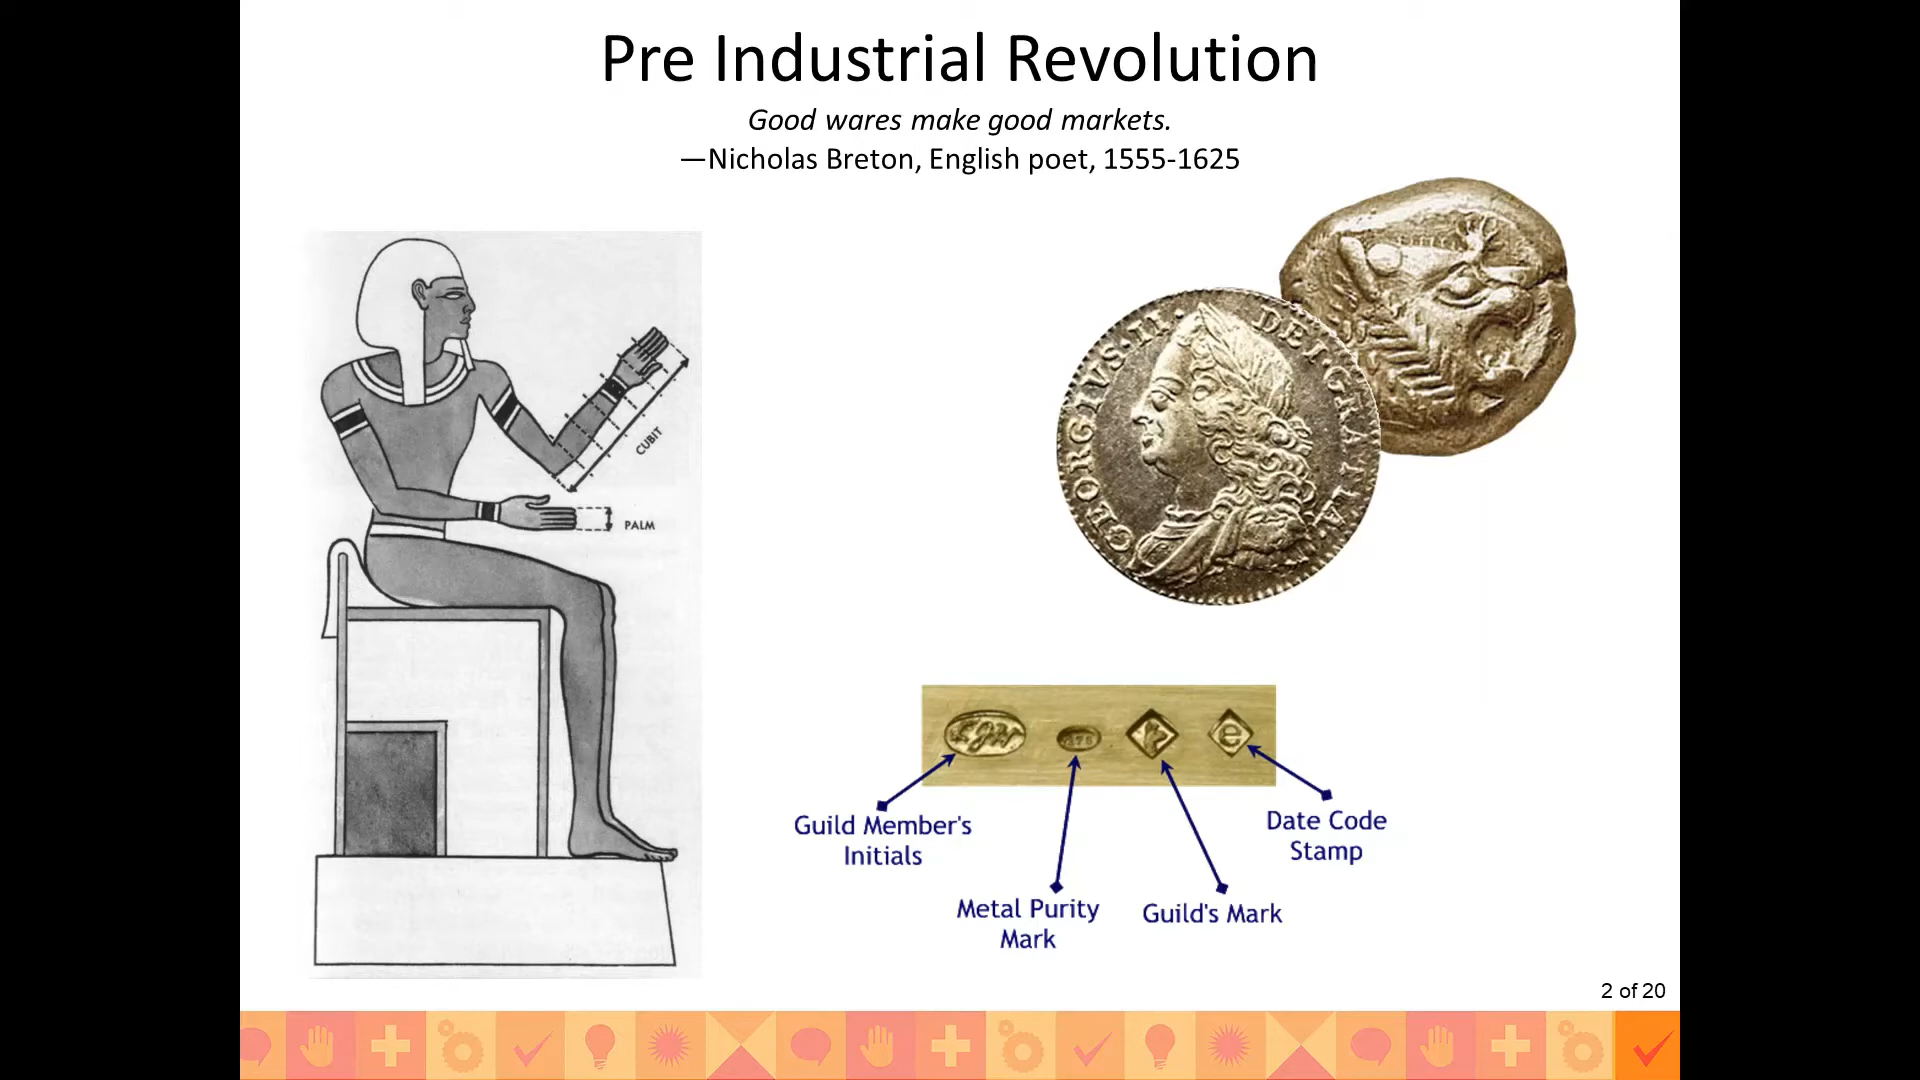 Pre Industrial Revolution
Good wares make good markets.
—Nicholas Breton, English poet, 1555-1625
CUBIT
PALM
GEORGIVS·II· DEI·GRATIA·
e
Guild Member's
Initials
Metal Purity
Mark
Guild's Mark
Date Code
Stamp
2 of 20